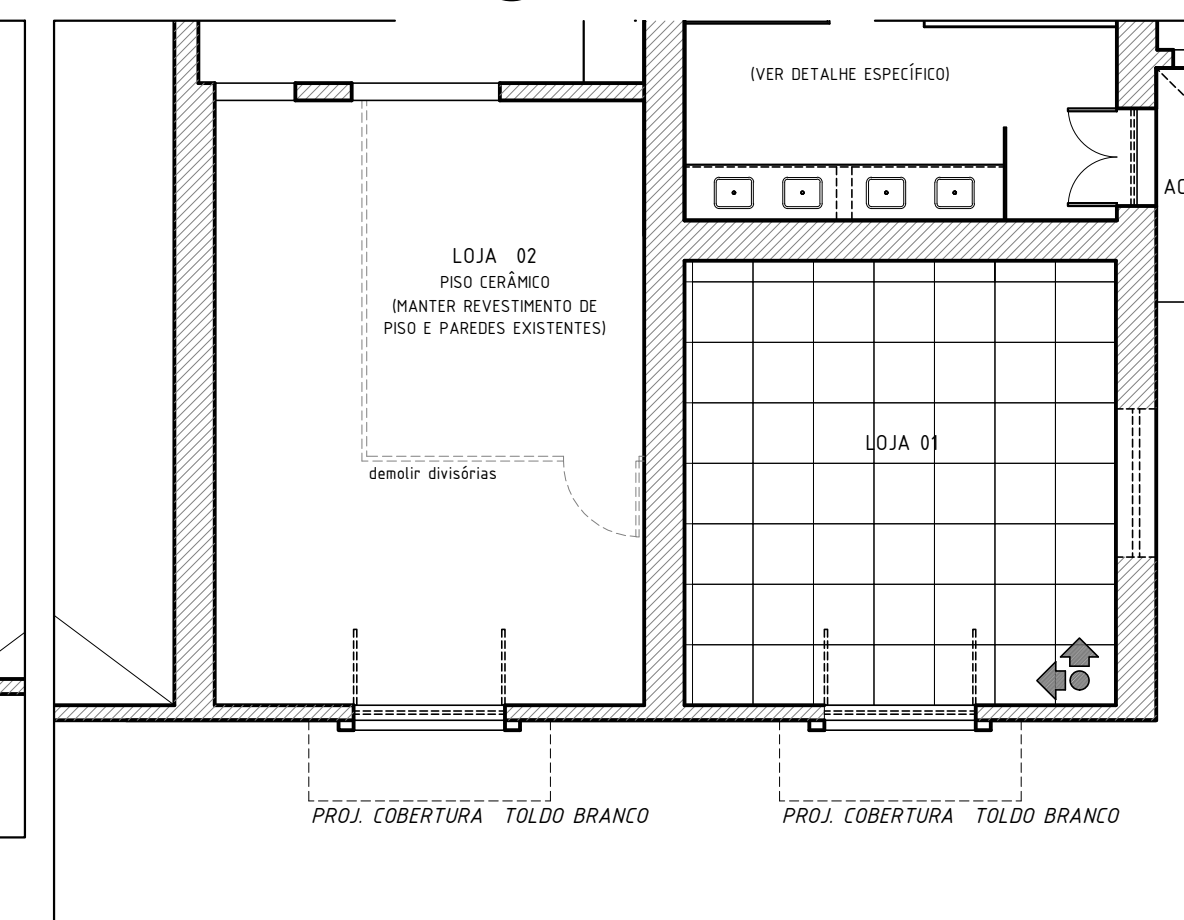 (VER DETALHE ESPECÍFICO)
LOJA 02
PISO CERÂMICO
(MANTER REVESTIMENTO DE
PISO E PAREDES EXISTENTES)
LOJA 01
demolir divisórias
PROJ. COBERTURA TOLDO BRANCO
PROJ. COBERTURA TOLDO BRANCO